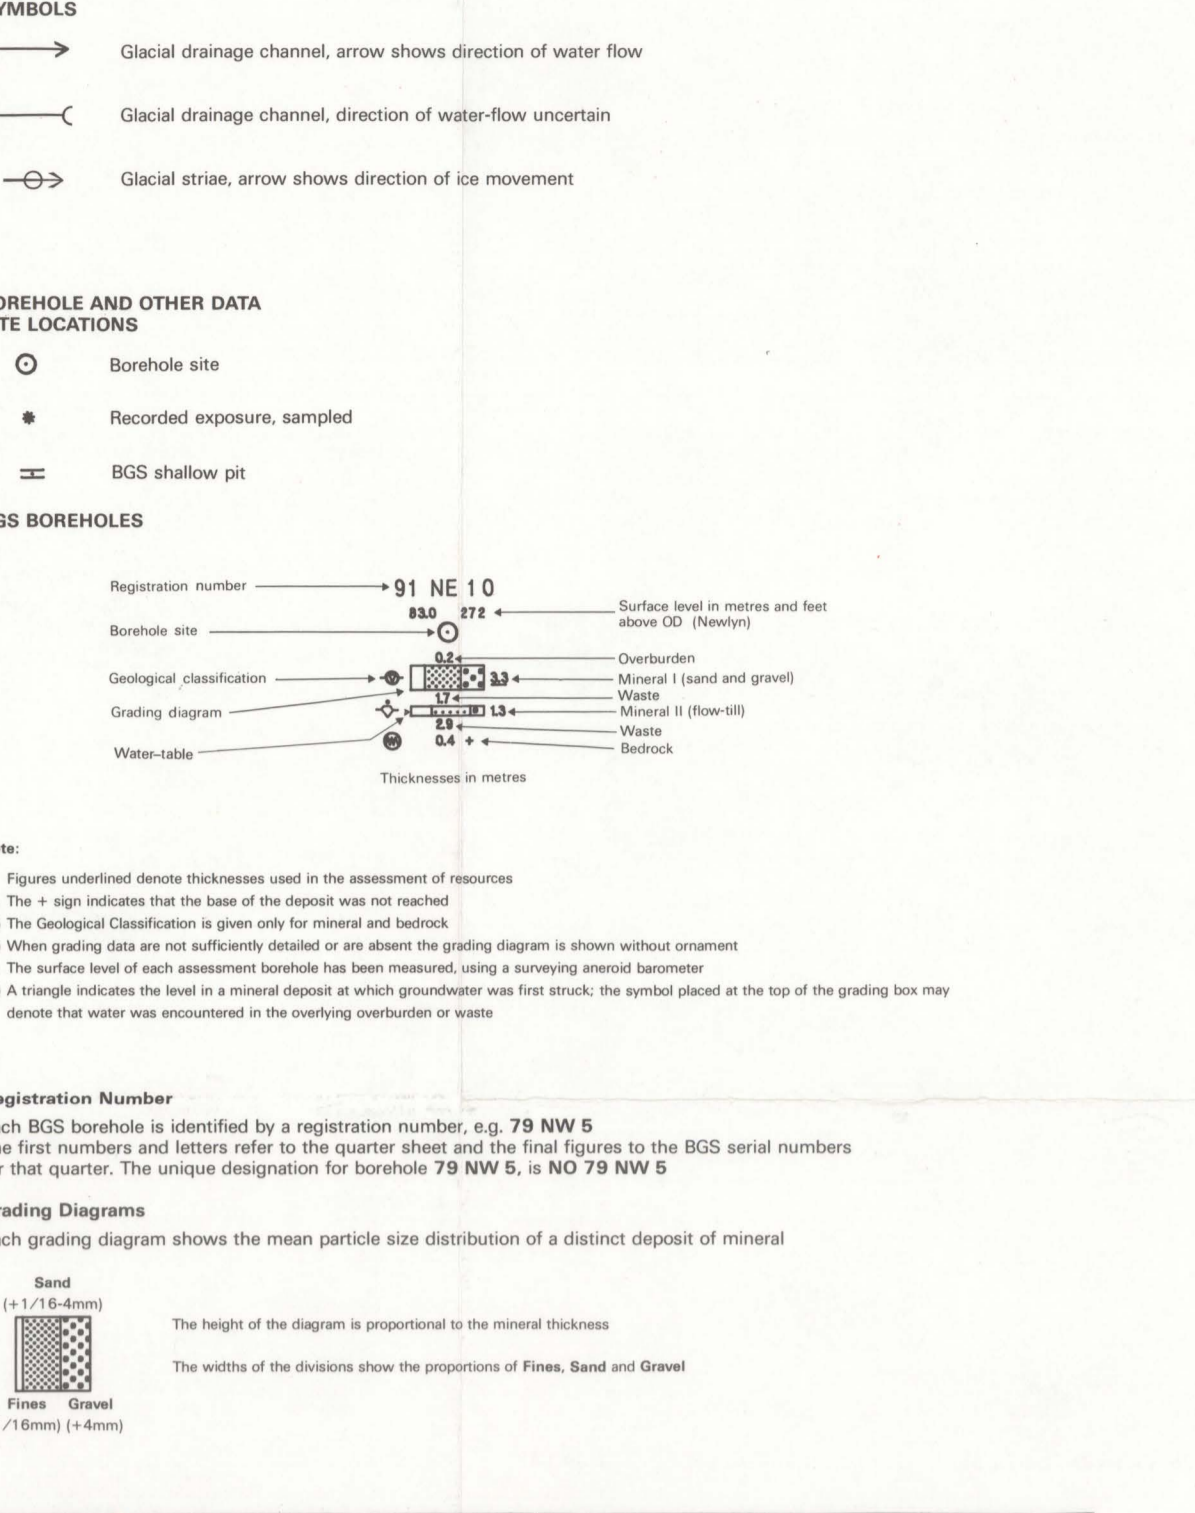 YMBOLS
Glacial drainage channel, arrow shows direction of water flow
Glacial drainage channel, direction of water-flow uncertain
Glacial striae, arrow shows direction of ice movement
OREHOLE AND OTHER DATA
TE LOCATIONS
Borehole site
Recorded exposure, sampled
BGS shallow pit
GS BOREHOLES
Registration number
91 NE 10
83.0 272
Surface level in metres and feet
above OD (Newlyn)
Borehole site
0.2
Overburden
Geological classification
3.3
Mineral I (sand and gravel)
1.7
Waste
Grading diagram
1.3
Mineral II (flow-till)
2.9
Waste
Water–table
0.4 +
Bedrock
Thicknesses in metres
te:
Figures underlined denote thicknesses used in the assessment of resources
The + sign indicates that the base of the deposit was not reached
The Geological Classification is given only for mineral and bedrock
When grading data are not sufficiently detailed or are absent the grading diagram is shown without ornament
The surface level of each assessment borehole has been measured, using a surveying aneroid barometer
A triangle indicates the level in a mineral deposit at which groundwater was first struck; the symbol placed at the top of the grading box may
denote that water was encountered in the overlying overburden or waste
egistration Number
ch BGS borehole is identified by a registration number, e.g. 79 NW 5
e first numbers and letters refer to the quarter sheet and the final figures to the BGS serial numbers
r that quarter. The unique designation for borehole 79 NW 5, is NO 79 NW 5
rading Diagrams
ch grading diagram shows the mean particle size distribution of a distinct deposit of mineral
Sand
(+1/16-4mm)
The height of the diagram is proportional to the mineral thickness
The widths of the divisions show the proportions of Fines, Sand and Gravel
Fines Gravel
/16mm) (+4mm)